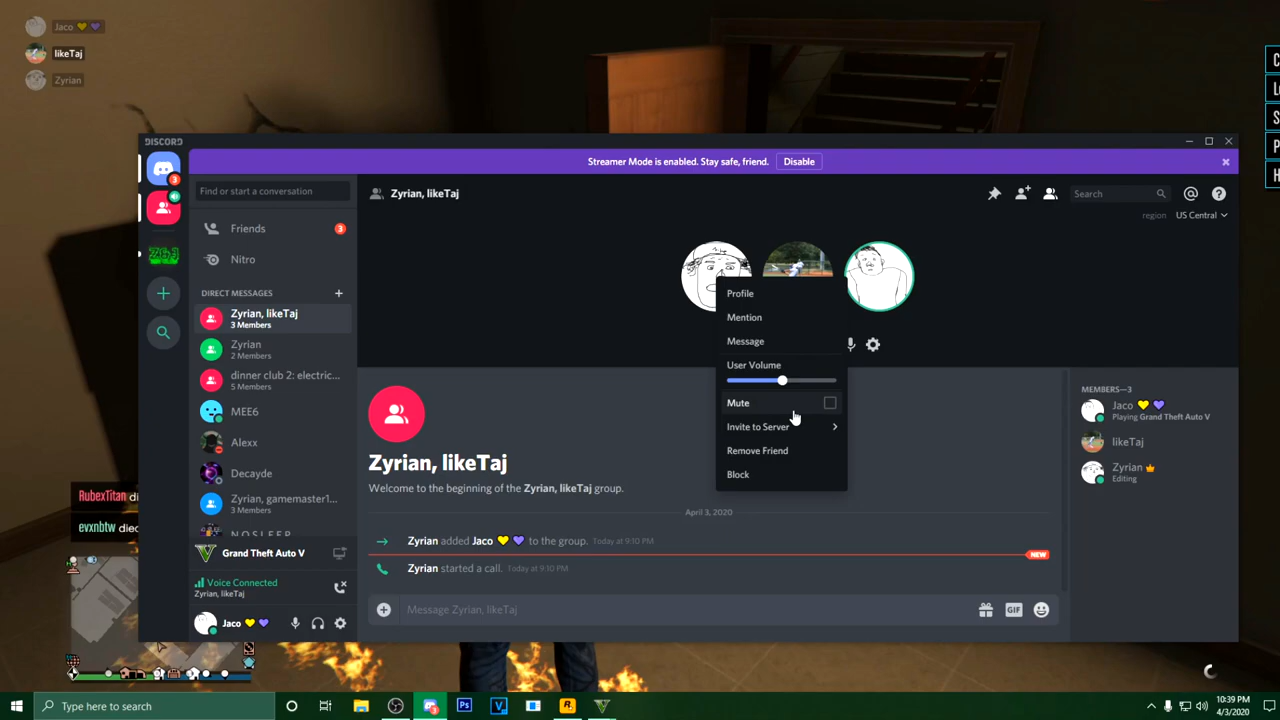 Jaco
likeTaj
Zyrian
DISCORD
Streamer Mode is enabled. Stay safe, friend.
Disable
3
Find or start a conversation
Zyrian, likeTaj
Search
region
US Central
Friends
3
Nitro
DIRECT MESSAGES
Zyrian, likeTaj
3 Members
Zyrian
2 Members
dinner club 2: electric...
5 Members
MEE6
Alexx
Decayde
Zyrian, gamemaster1...
3 Members
N O S L E E P
Grand Theft Auto V
Voice Connected
Zyrian, likeTaj
Jaco
Profile
Mention
Message
User Volume
Mute
Invite to Server
Remove Friend
Block
Zyrian, likeTaj
Welcome to the beginning of the Zyrian, likeTaj group.
April 3, 2020
Zyrian added Jaco to the group. Today at 9:10 PM
NEW
Zyrian started a call. Today at 9:10 PM
Message Zyrian, likeTaj
GIF
MEMBERS—3
Jaco
Playing Grand Theft Auto V
likeTaj
Zyrian
Editing
RubexTitan di
evxnbtw died
Type here to search
10:39 PM
4/3/2020